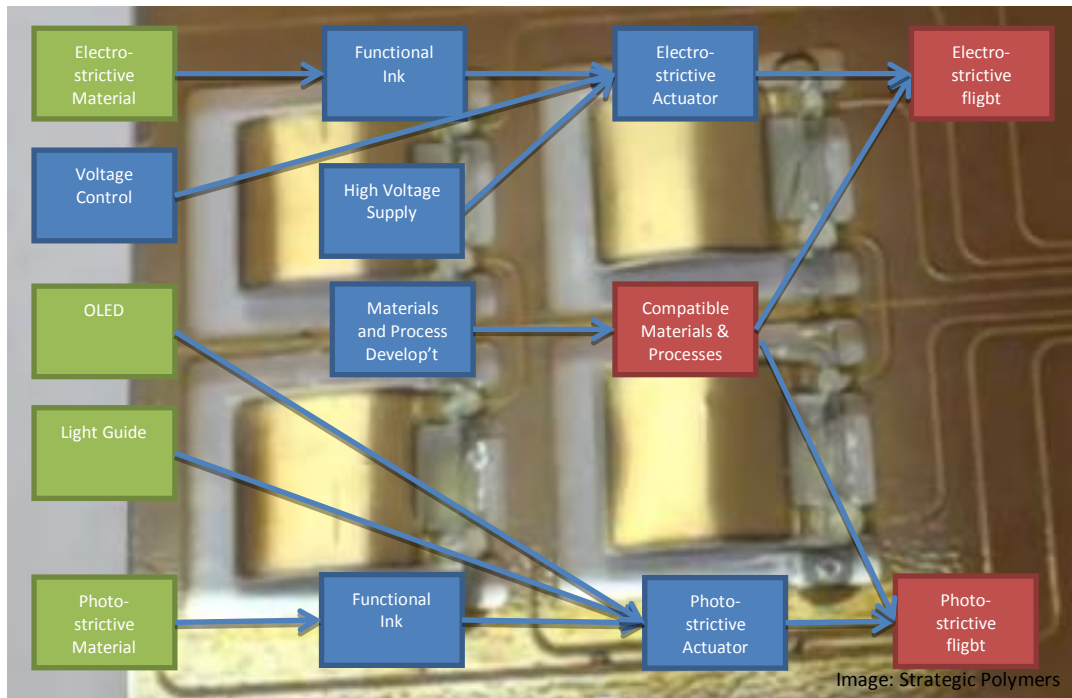 Electro-
strictive
Material
Functional
Ink
Electro-
strictive
Actuator
Electro-
strictive
fligbt
Voltage
Control
High Voltage
Supply
OLED
Materials
and Process
Develop't
Compatible
Materials &
Processes
Light Guide
Photo-
strictive
Material
Functional
Ink
Photo-
strictive
Actuator
Photo-
strictive
fligbt
Image: Strategic Polymers